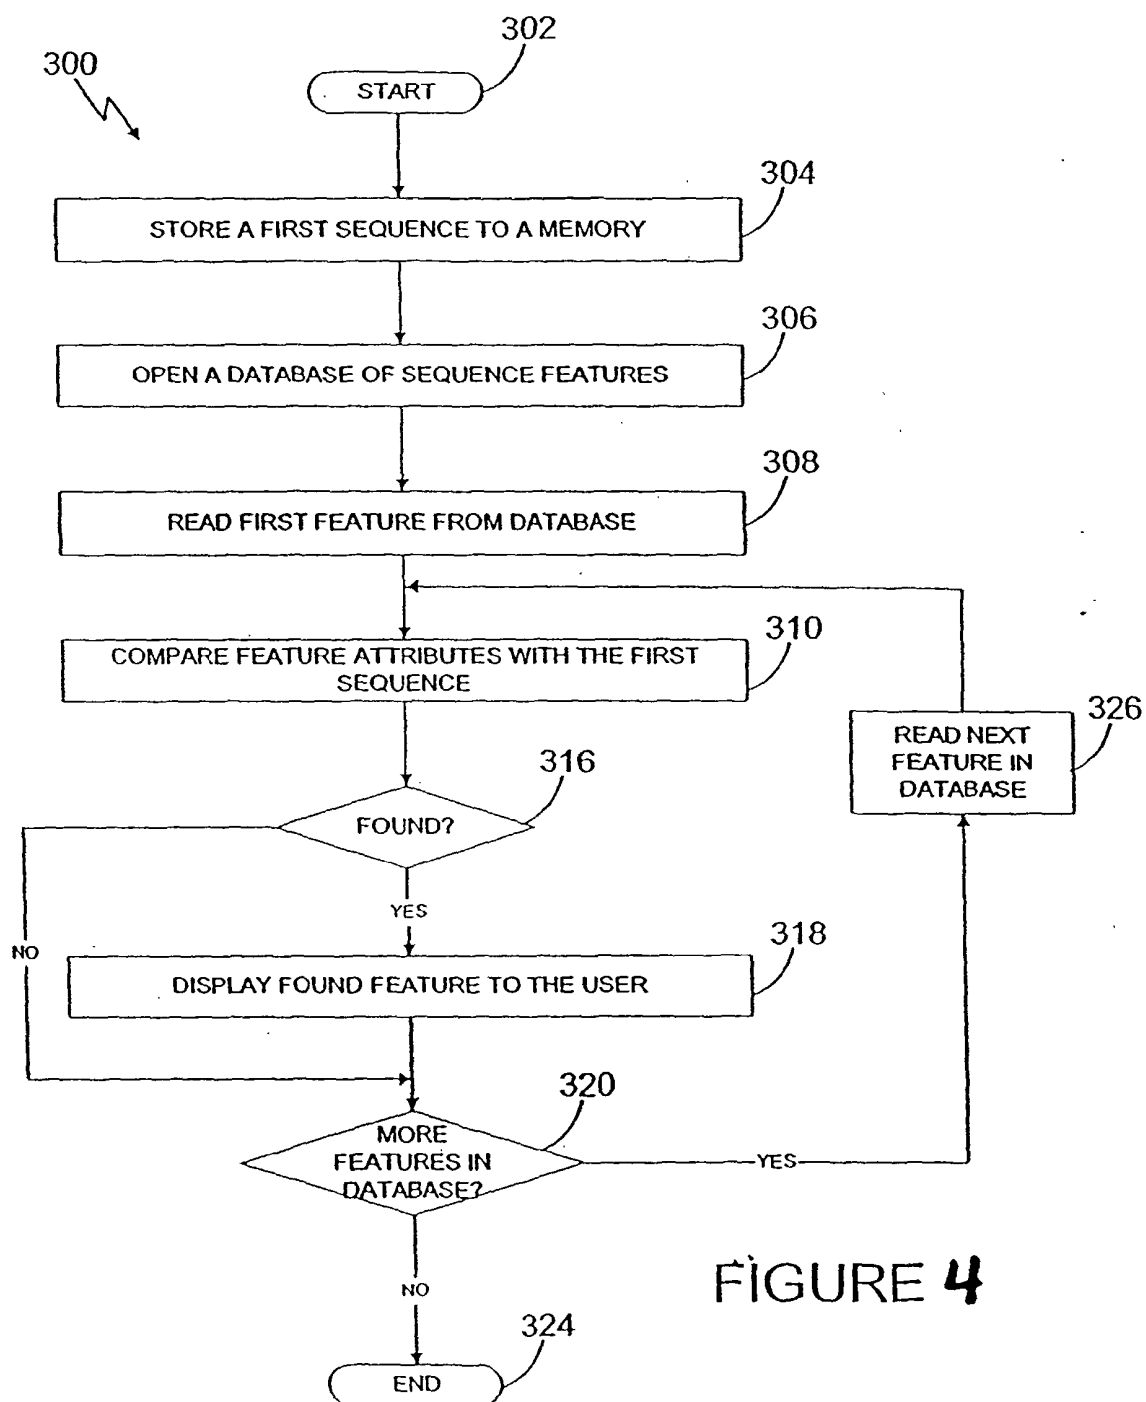 302
300
START
304
STORE A FIRST SEQUENCE TO A MEMORY
306
OPEN A DATABASE OF SEQUENCE FEATURES
308
READ FIRST FEATURE FROM DATABASE
310
COMPARE FEATURE ATTRIBUTES WITH THE FIRST
SEQUENCE
326
READ NEXT
FEATURE IN
DATABASE
316
FOUND?
YES
NO
318
DISPLAY FOUND FEATURE TO THE USER
320
MORE
FEATURES IN
DATABASE?
YES
NO
FIGURE 4
324
END